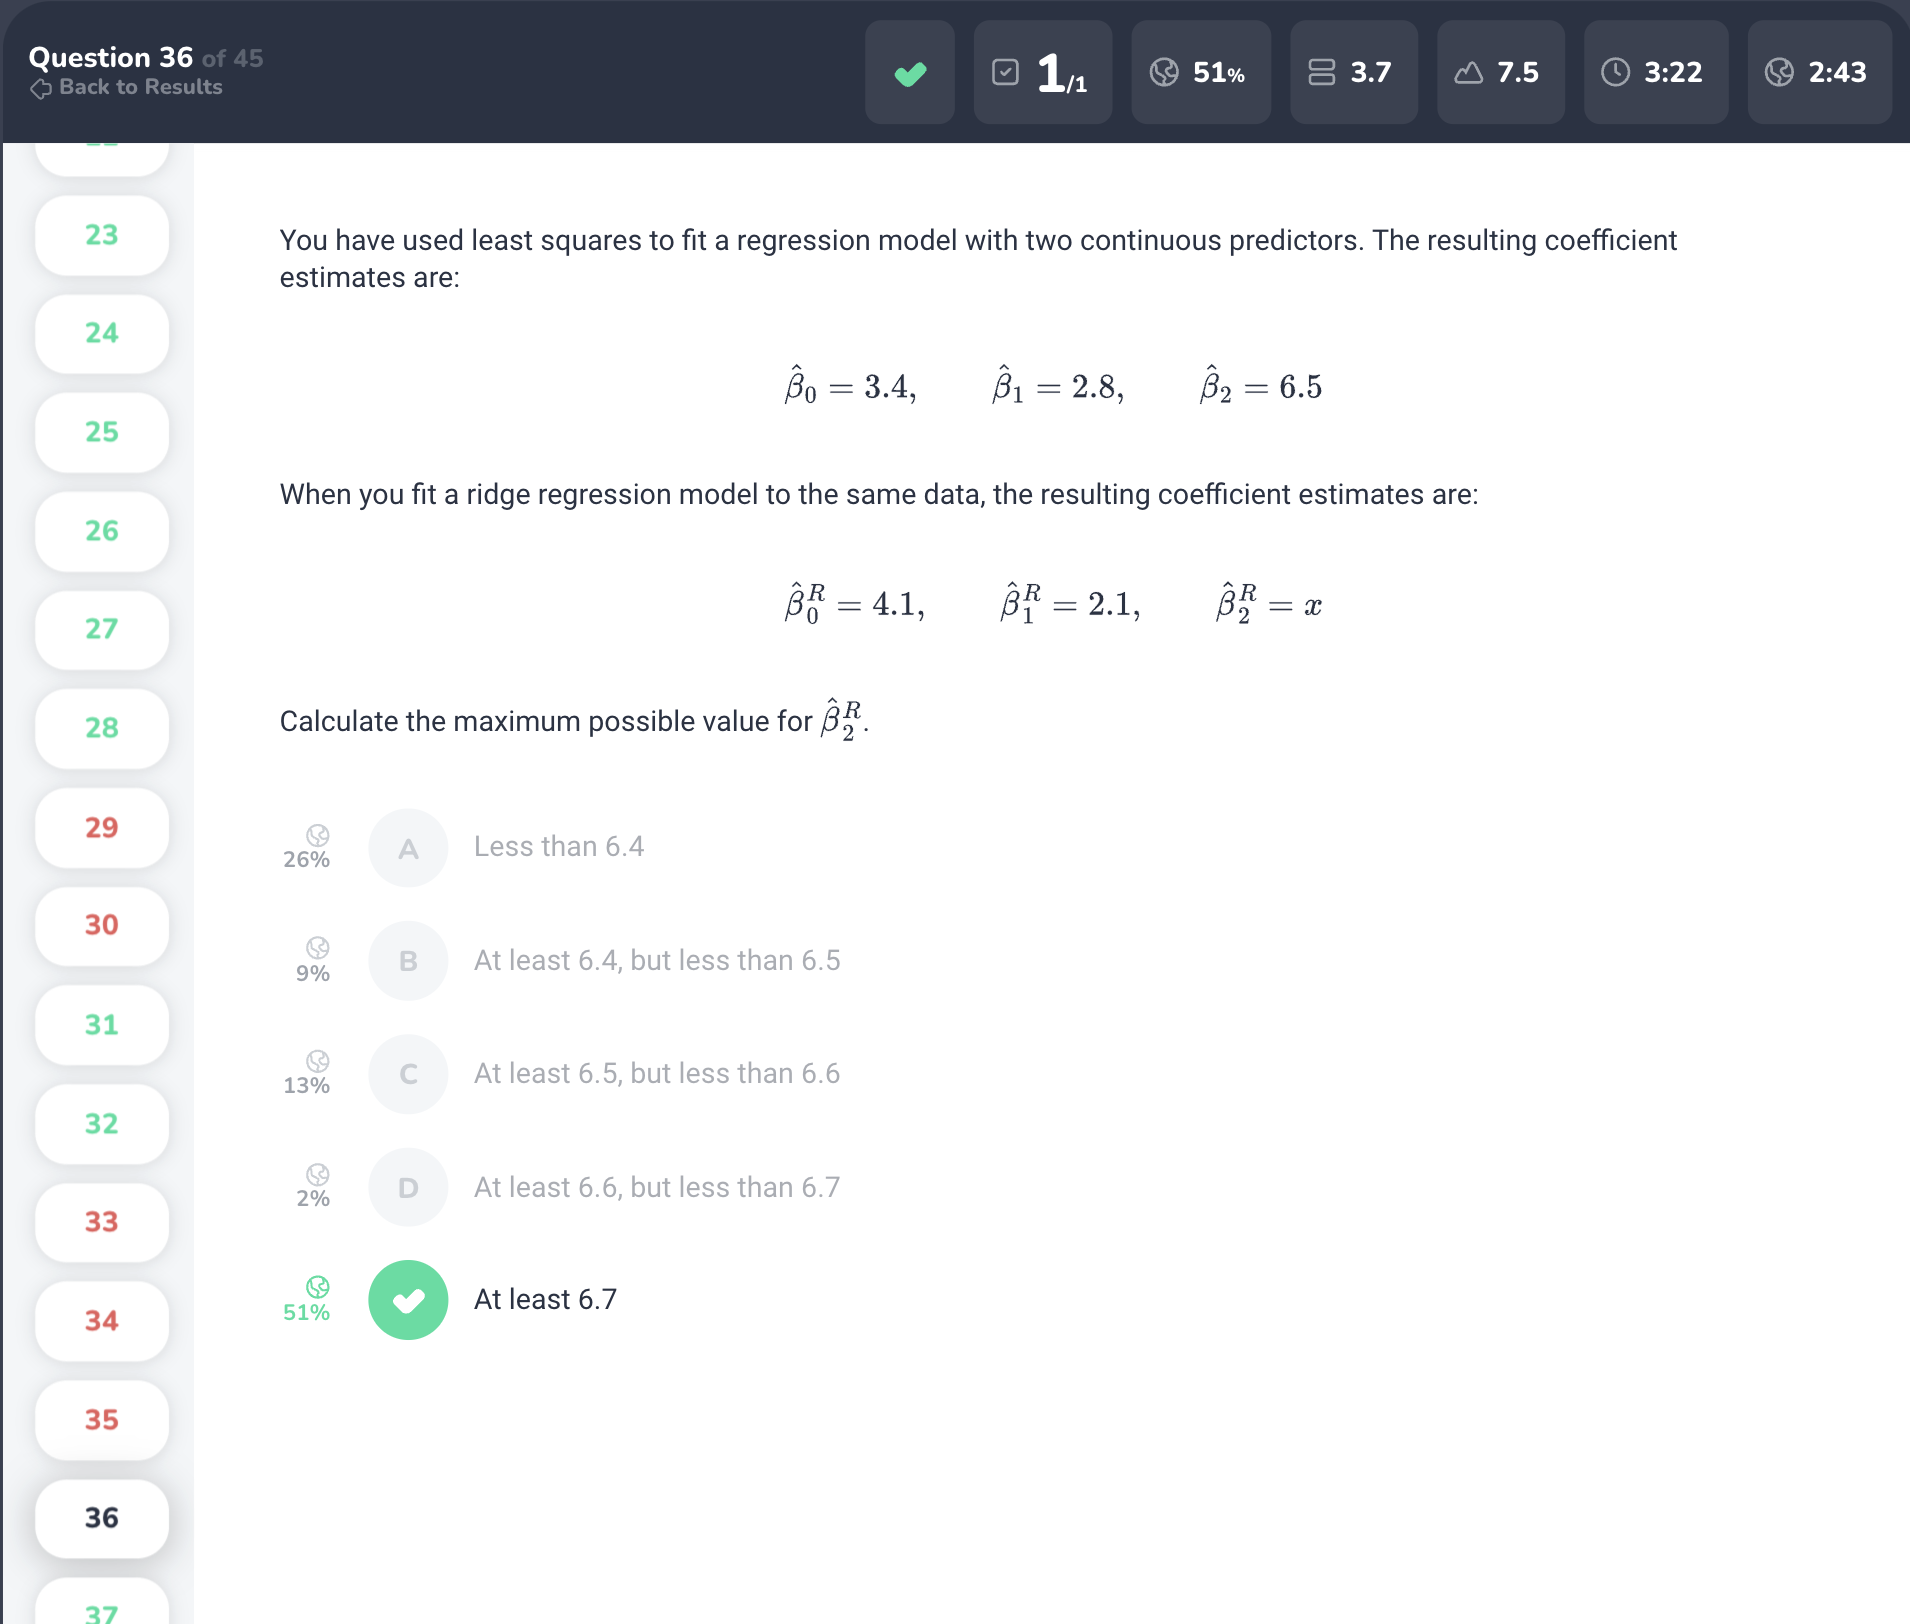 Question 36 of 45
Back to Results
1/1
51%
3.7
7.5
3:22
2:43
23
24
25
26
27
28
29
30
31
32
33
34
35
36
37
You have used least squares to fit a regression model with two continuous predictors. The resulting coefficient
estimates are:
β̂₀ = 3.4, β̂₁ = 2.8, β̂₂ = 6.5
When you fit a ridge regression model to the same data, the resulting coefficient estimates are:
β̂₀ᴿ = 4.1, β̂₁ᴿ = 2.1, β̂₂ᴿ = x
Calculate the maximum possible value for β̂₂ᴿ.
26% A Less than 6.4
9% B At least 6.4, but less than 6.5
13% C At least 6.5, but less than 6.6
2% D At least 6.6, but less than 6.7
51% At least 6.7